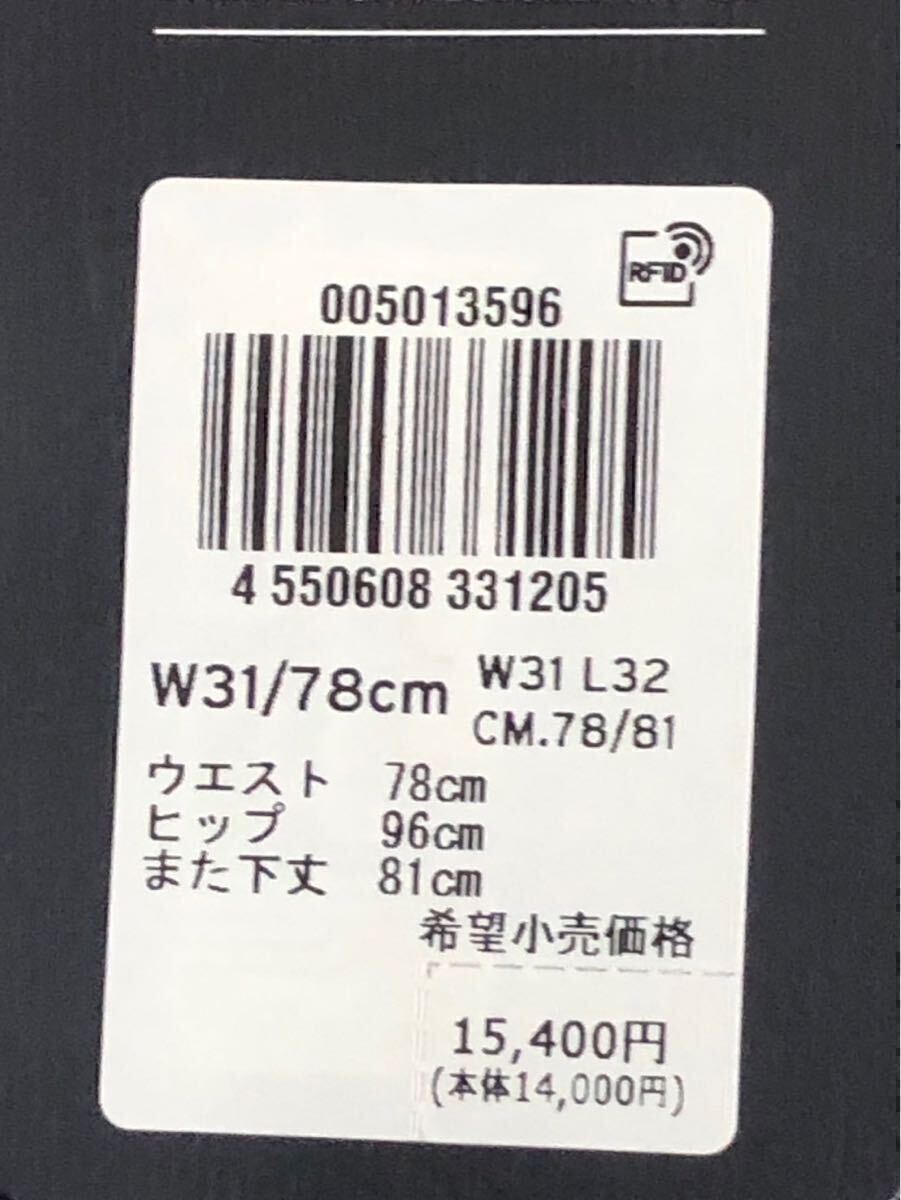 RFID
005013596
4 550608 331205
W31/78cm
W31 L32
CM.78/81
ウエスト 78cm
ヒップ 96cm
また下丈 81cm
希望小売価格
15,400円
(本体14,000円)